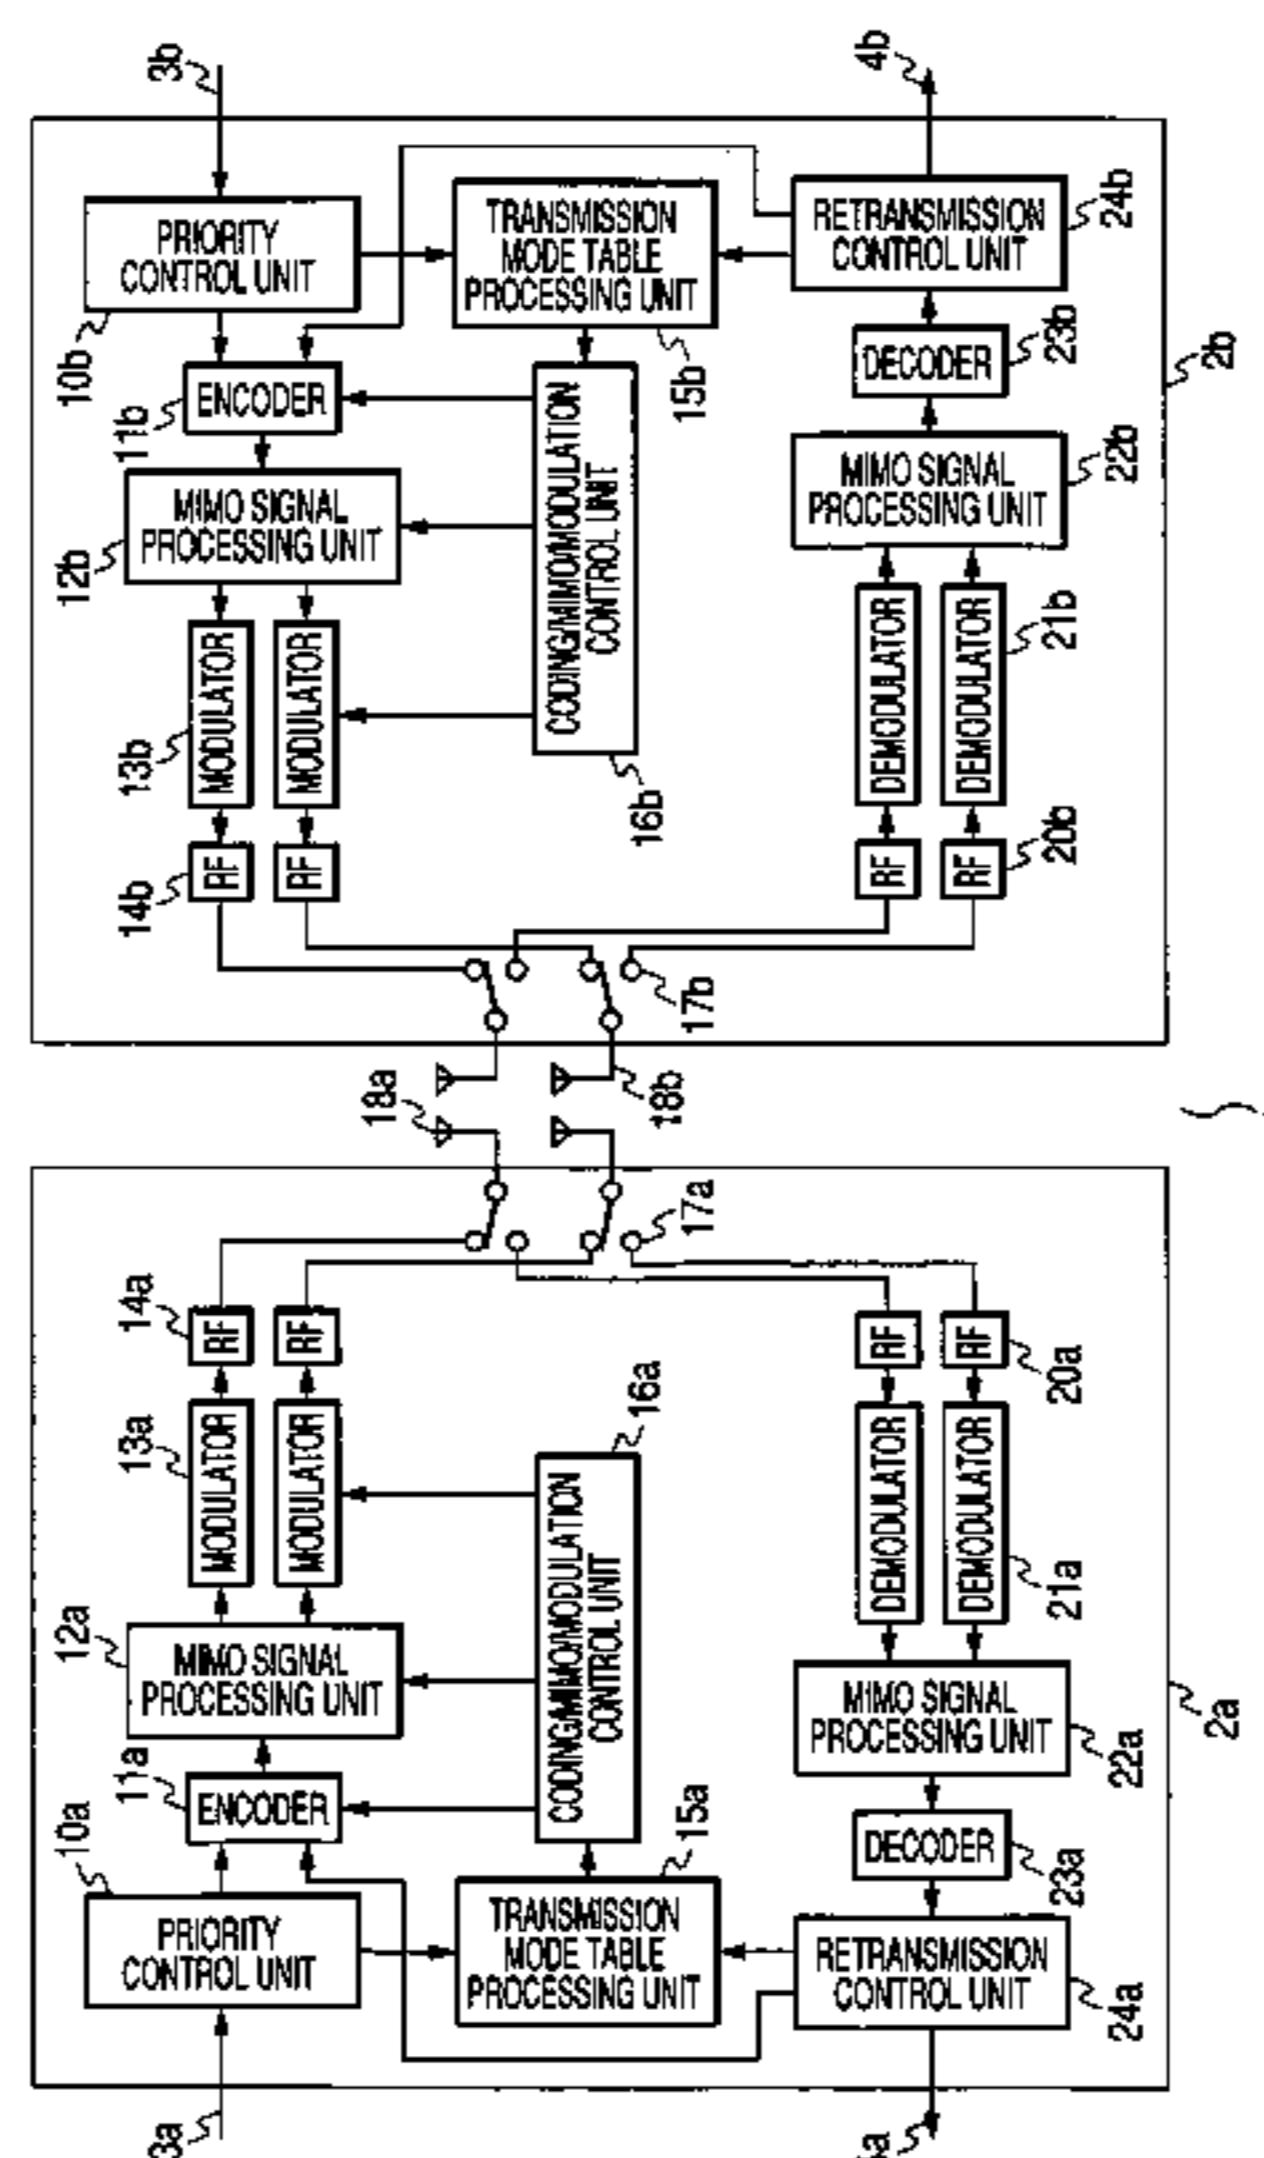 3b
4b
PRIORITY
CONTROL UNIT
10b
TRANSMISSION
MODE TABLE
PROCESSING UNIT
15b
RETRANSMISSION
CONTROL UNIT
24b
ENCODER
11b
DECODER
23b
2b
MIMO SIGNAL
PROCESSING UNIT
12b
CODING/MIMO/MODULATION
CONTROL UNIT
16b
MIMO SIGNAL
PROCESSING UNIT
22b
MODULATOR
MODULATOR
13b
DEMODULATOR
DEMODULATOR
21b
RF
RF
14b
RF
RF
20b
17b
18a
18b
17a
14a
RF
RF
RF
RF
20a
13a
MODULATOR
MODULATOR
16a
CODING/MIMO/MODULATION
CONTROL UNIT
DEMODULATOR
DEMODULATOR
21a
12a
MIMO SIGNAL
PROCESSING UNIT
MIMO SIGNAL
PROCESSING UNIT
22a
2a
11a
ENCODER
DECODER
23a
10a
PRIORITY
CONTROL UNIT
15a
TRANSMISSION
MODE TABLE
PROCESSING UNIT
RETRANSMISSION
CONTROL UNIT
24a
3a